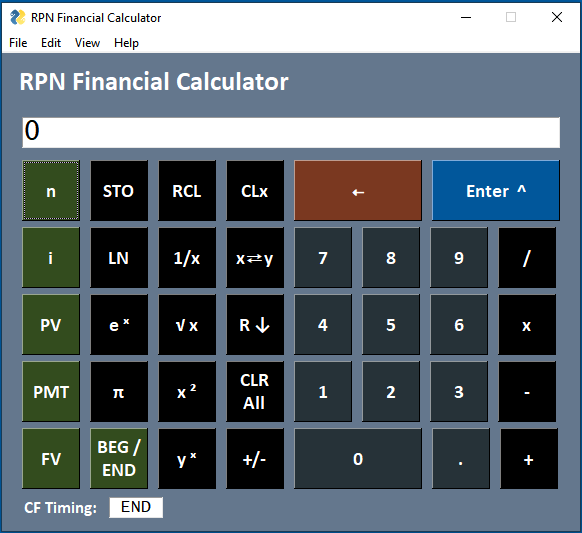 RPN Financial Calculator
File Edit View Help
RPN Financial Calculator
0
n STO RCL CLx ← Enter ^
i LN 1/x x⇄y 7 8 9 /
PV e ˣ √ x R ↓ 4 5 6 x
PMT π x ² CLR All 1 2 3 -
FV BEG / END y ˣ +/- 0 . +
CF Timing: END